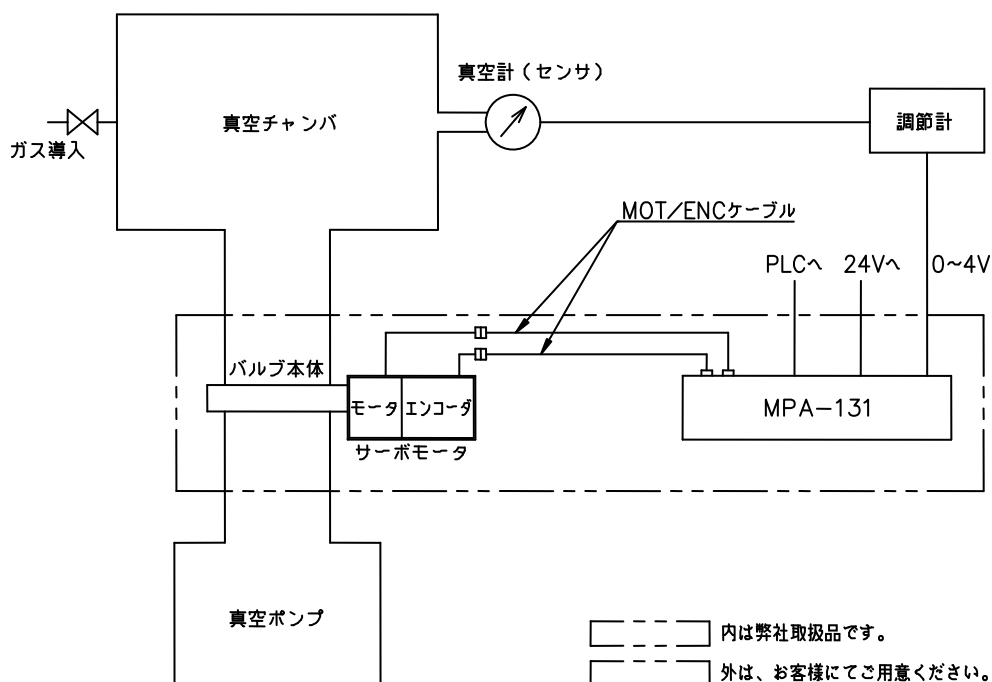 真空計（センサ）
真空チャンバ
調節計
ガス導入
MOT/ENCケーブル
PLCへ
24Vへ
0~4V
バルブ本体
モータ
エンコーダ
MPA-131
サーボモータ
真空ポンプ
内は弊社取扱品です。
外は、お客様にてご用意ください。